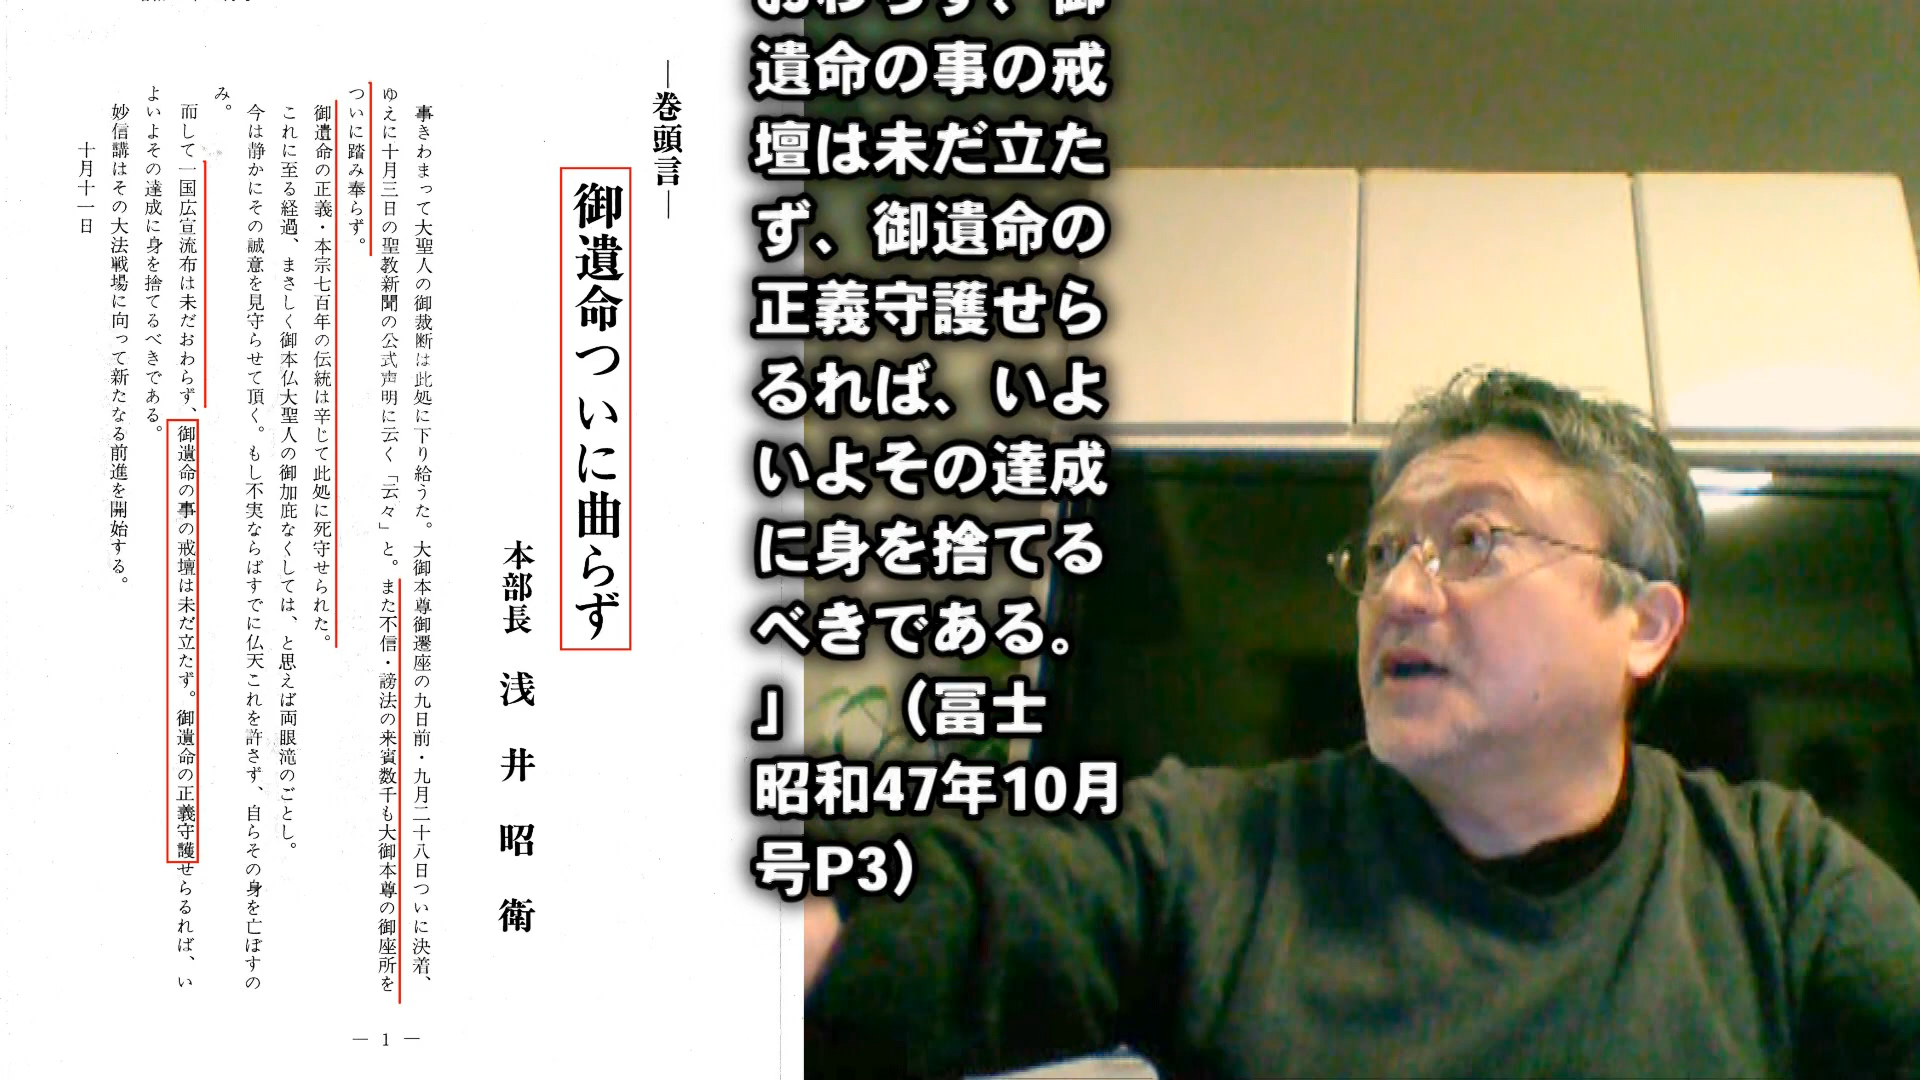 ―巻頭言―
御遺命ついに曲らず
本部長 浅井昭衛
事きわまって大聖人の御裁断は此処に下り給うた。大御本尊御遷座の九日前・九月二十八日ついに決着、
ゆえに十月三日の聖教新聞の公式声明に云く「云々」と。また不信・謗法の来賓数千も大御本尊の御座所を
ついに踏み奉らず。
御遺命の正義・本宗七百年の伝統は辛じて此処に死守せられた。
これに至る経過、まさしく御本仏大聖人の御加庇なくしては、と思えば両眼滝のごとし。
今は静かにその誠意を見守らせて頂く。もし不実ならばすでに仏天これを許さず、自らその身を亡ぼすの
み。
而して一国広宣流布は未だおわらず、御遺命の事の戒壇は未だ立たず。御遺命の正義守護せらるれば、い
よいよその達成に身を捨てるべきである。
妙信講はその大法戦場に向って新たなる前進を開始する。
十月十一日
― 1 ―
おわらず、御
遺命の事の戒
壇は未だ立た
ず、御遺命の
正義守護せら
るれば、いよ
いよその達成
に身を捨てる
べきである。
」 （冨士
昭和47年10月
号P3）